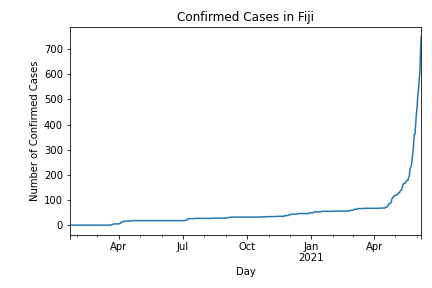 Confirmed Cases in Fiji
Number of Confirmed Cases
700
600
500
400
300
200
100
0
Apr
Jul
Oct
Jan
2021
Apr
Day